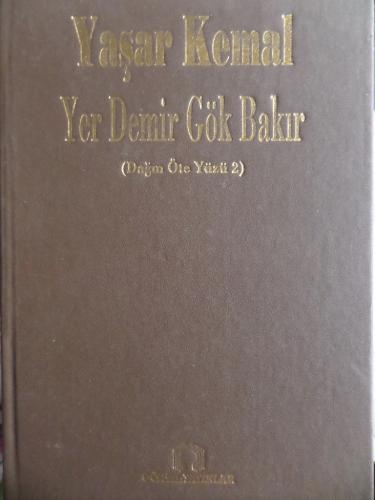 Yaşar Kemal
Yer Demir Gök Bakır
(Dağın Öte Yüzü 2)